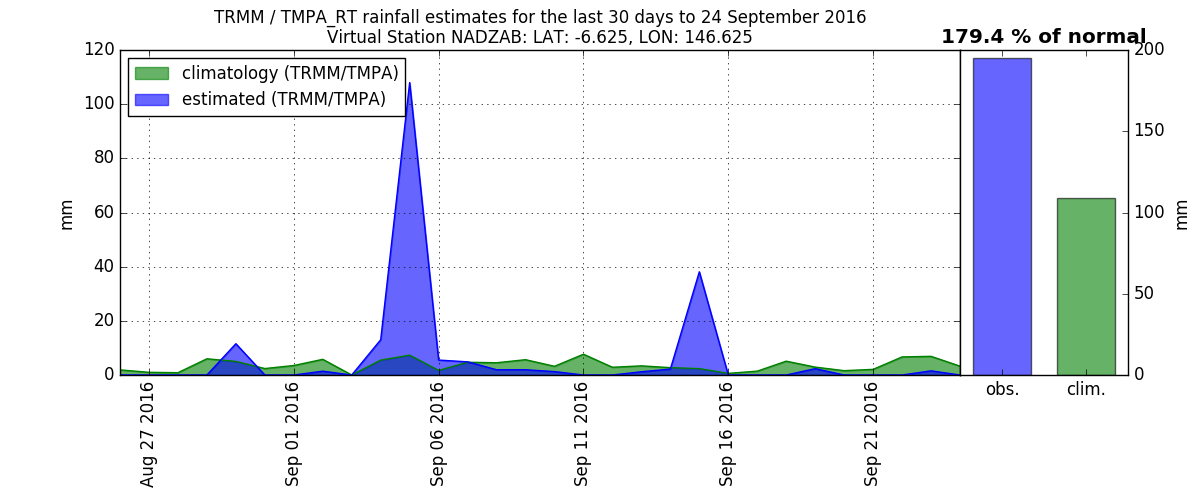 TRMM / TMPA_RT rainfall estimates for the last 30 days to 24 September 2016
Virtual Station NADZAB: LAT: -6.625, LON: 146.625
179.4 % of normal
climatology (TRMM/TMPA)
estimated (TRMM/TMPA)
120
100
80
60
40
20
0
mm
Aug 27 2016
Sep 01 2016
Sep 06 2016
Sep 11 2016
Sep 16 2016
Sep 21 2016
200
150
100
50
0
mm
obs.
clim.